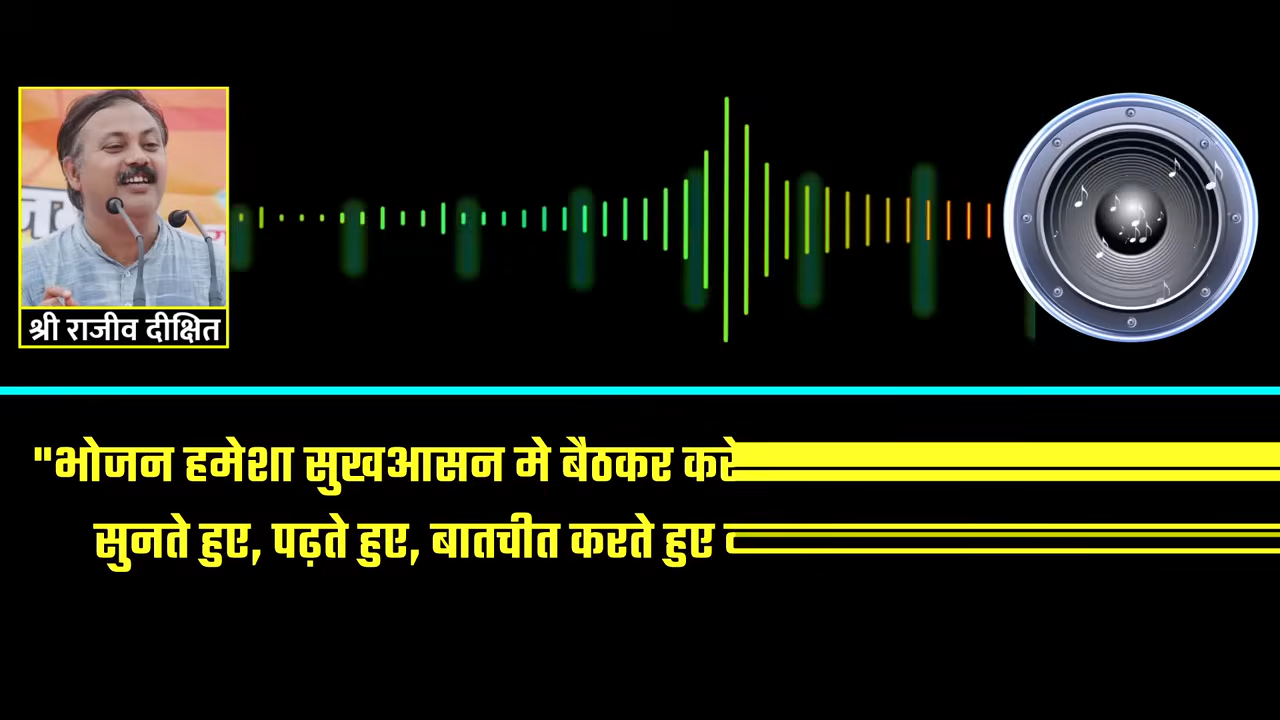 श्री राजीव दीक्षित
"भोजन हमेशा सुखआसन मे बैठकर करे
सुनते हुए, पढ़ते हुए, बातचीत करते हुए